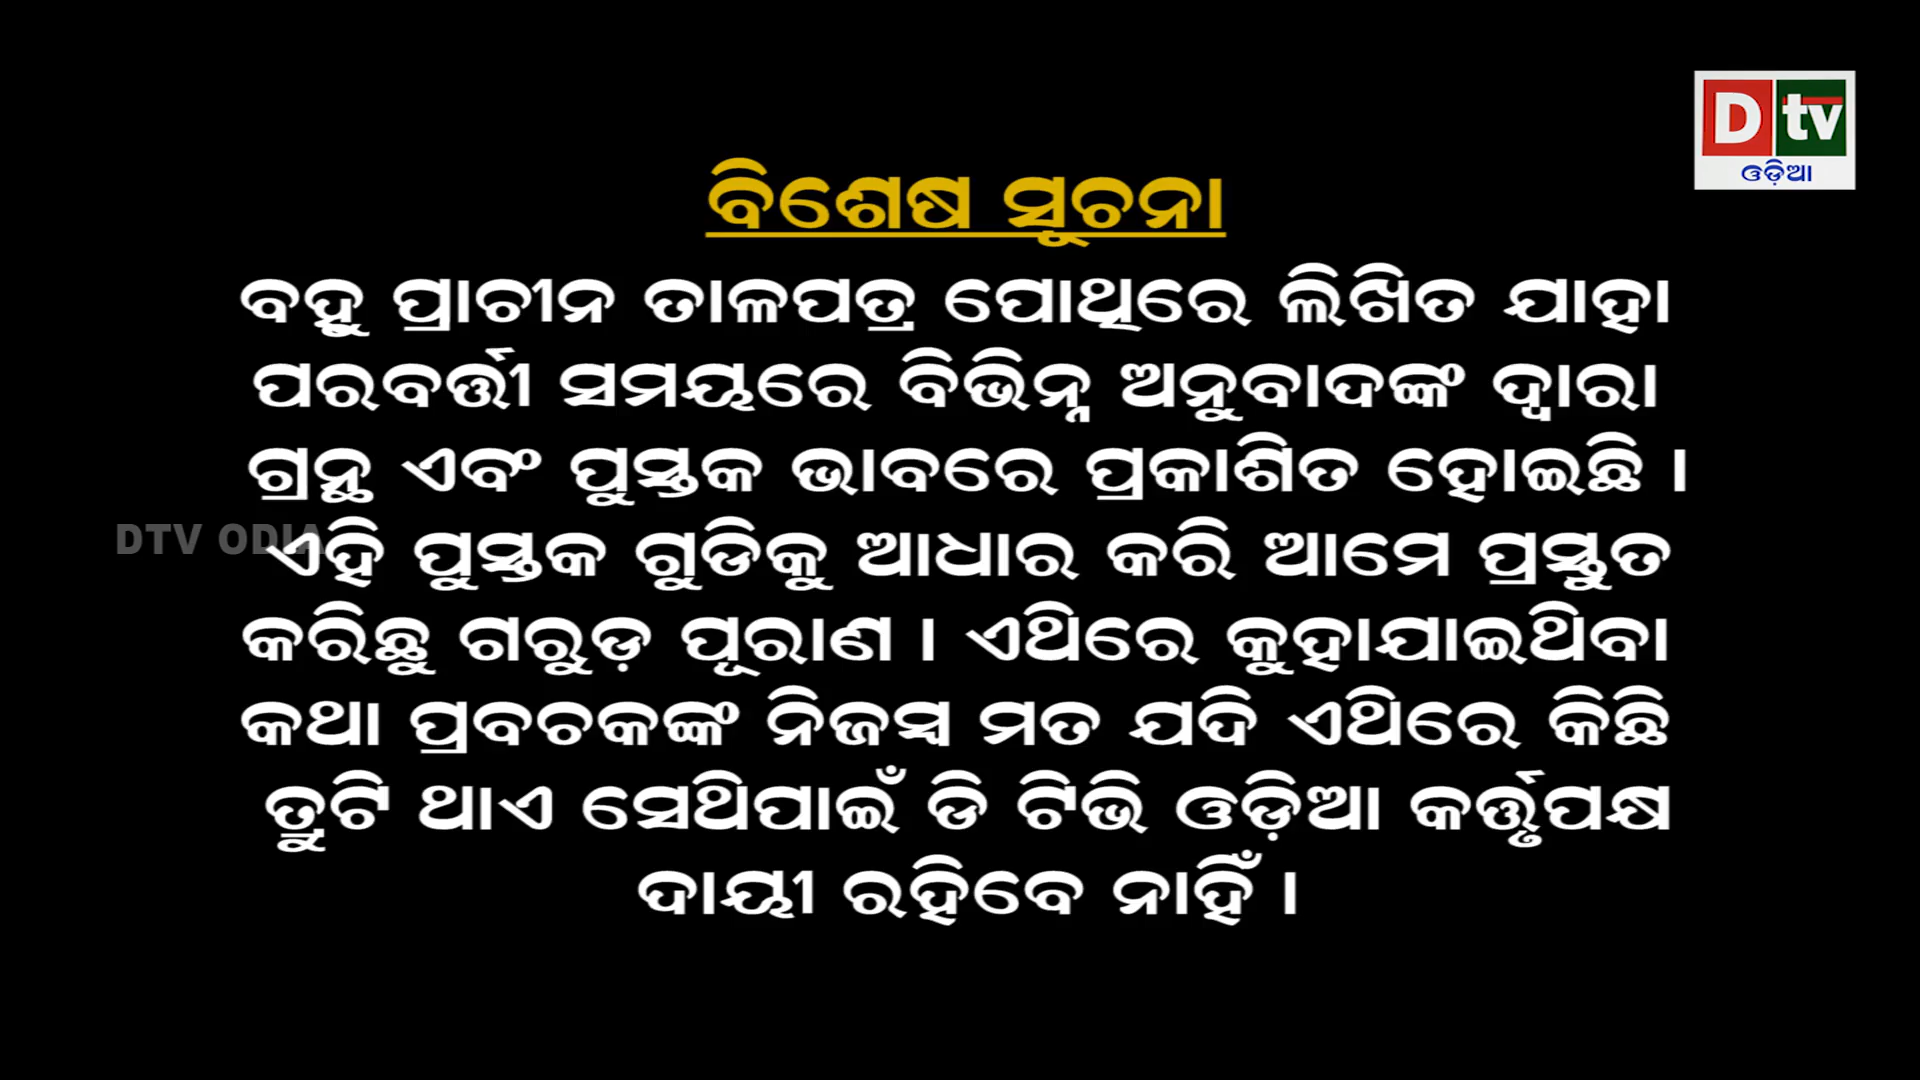 D tv
ଓଡ଼ିଆ
ବିଶେଷ ସୂଚନା
ବହୁ ପ୍ରାଚୀନ ତାଳପତ୍ର ପୋଥିରେ ଲିଖିତ ଯାହା
ପରବର୍ତ୍ତୀ ସମୟରେ ବିଭିନ୍ନ ଅନୁବାଦଙ୍କ ଦ୍ୱାରା
ଗ୍ରନ୍ଥ ଏବଂ ପୁସ୍ତକ ଭାବରେ ପ୍ରକାଶିତ ହୋଇଛି ।
DTV ODIA
ଏହି ପୁସ୍ତକ ଗୁଡିକୁ ଆଧାର କରି ଆମେ ପ୍ରସ୍ତୁତ
କରିଛୁ ଗରୁଡ଼ ପୂରାଣ । ଏଥିରେ କୁହାଯାଇଥିବା
କଥା ପ୍ରବଚକଙ୍କ ନିଜସ୍ୱ ମତ ଯଦି ଏଥିରେ କିଛି
ତ୍ରୁଟି ଥାଏ ସେଥିପାଇଁ ଡି ଟିଭି ଓଡ଼ିଆ କର୍ତ୍ତୃପକ୍ଷ
ଦାୟୀ ରହିବେ ନାହିଁ ।